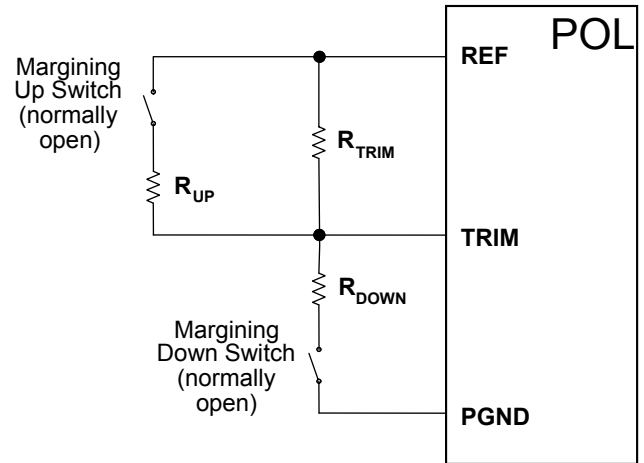 POL
REF
Margining
Up Switch
(normally
open)
R_TRIM
R_UP
TRIM
R_DOWN
Margining
Down Switch
(normally
open)
PGND